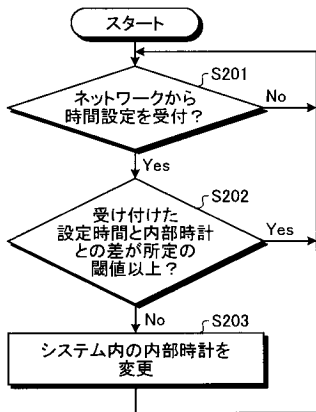 スタート
S201
ネットワークから
時間設定を受付？
No
Yes
S202
受け付けた
設定時間と内部時計
との差が所定の
閾値以上？
Yes
No
S203
システム内の内部時計を
変更